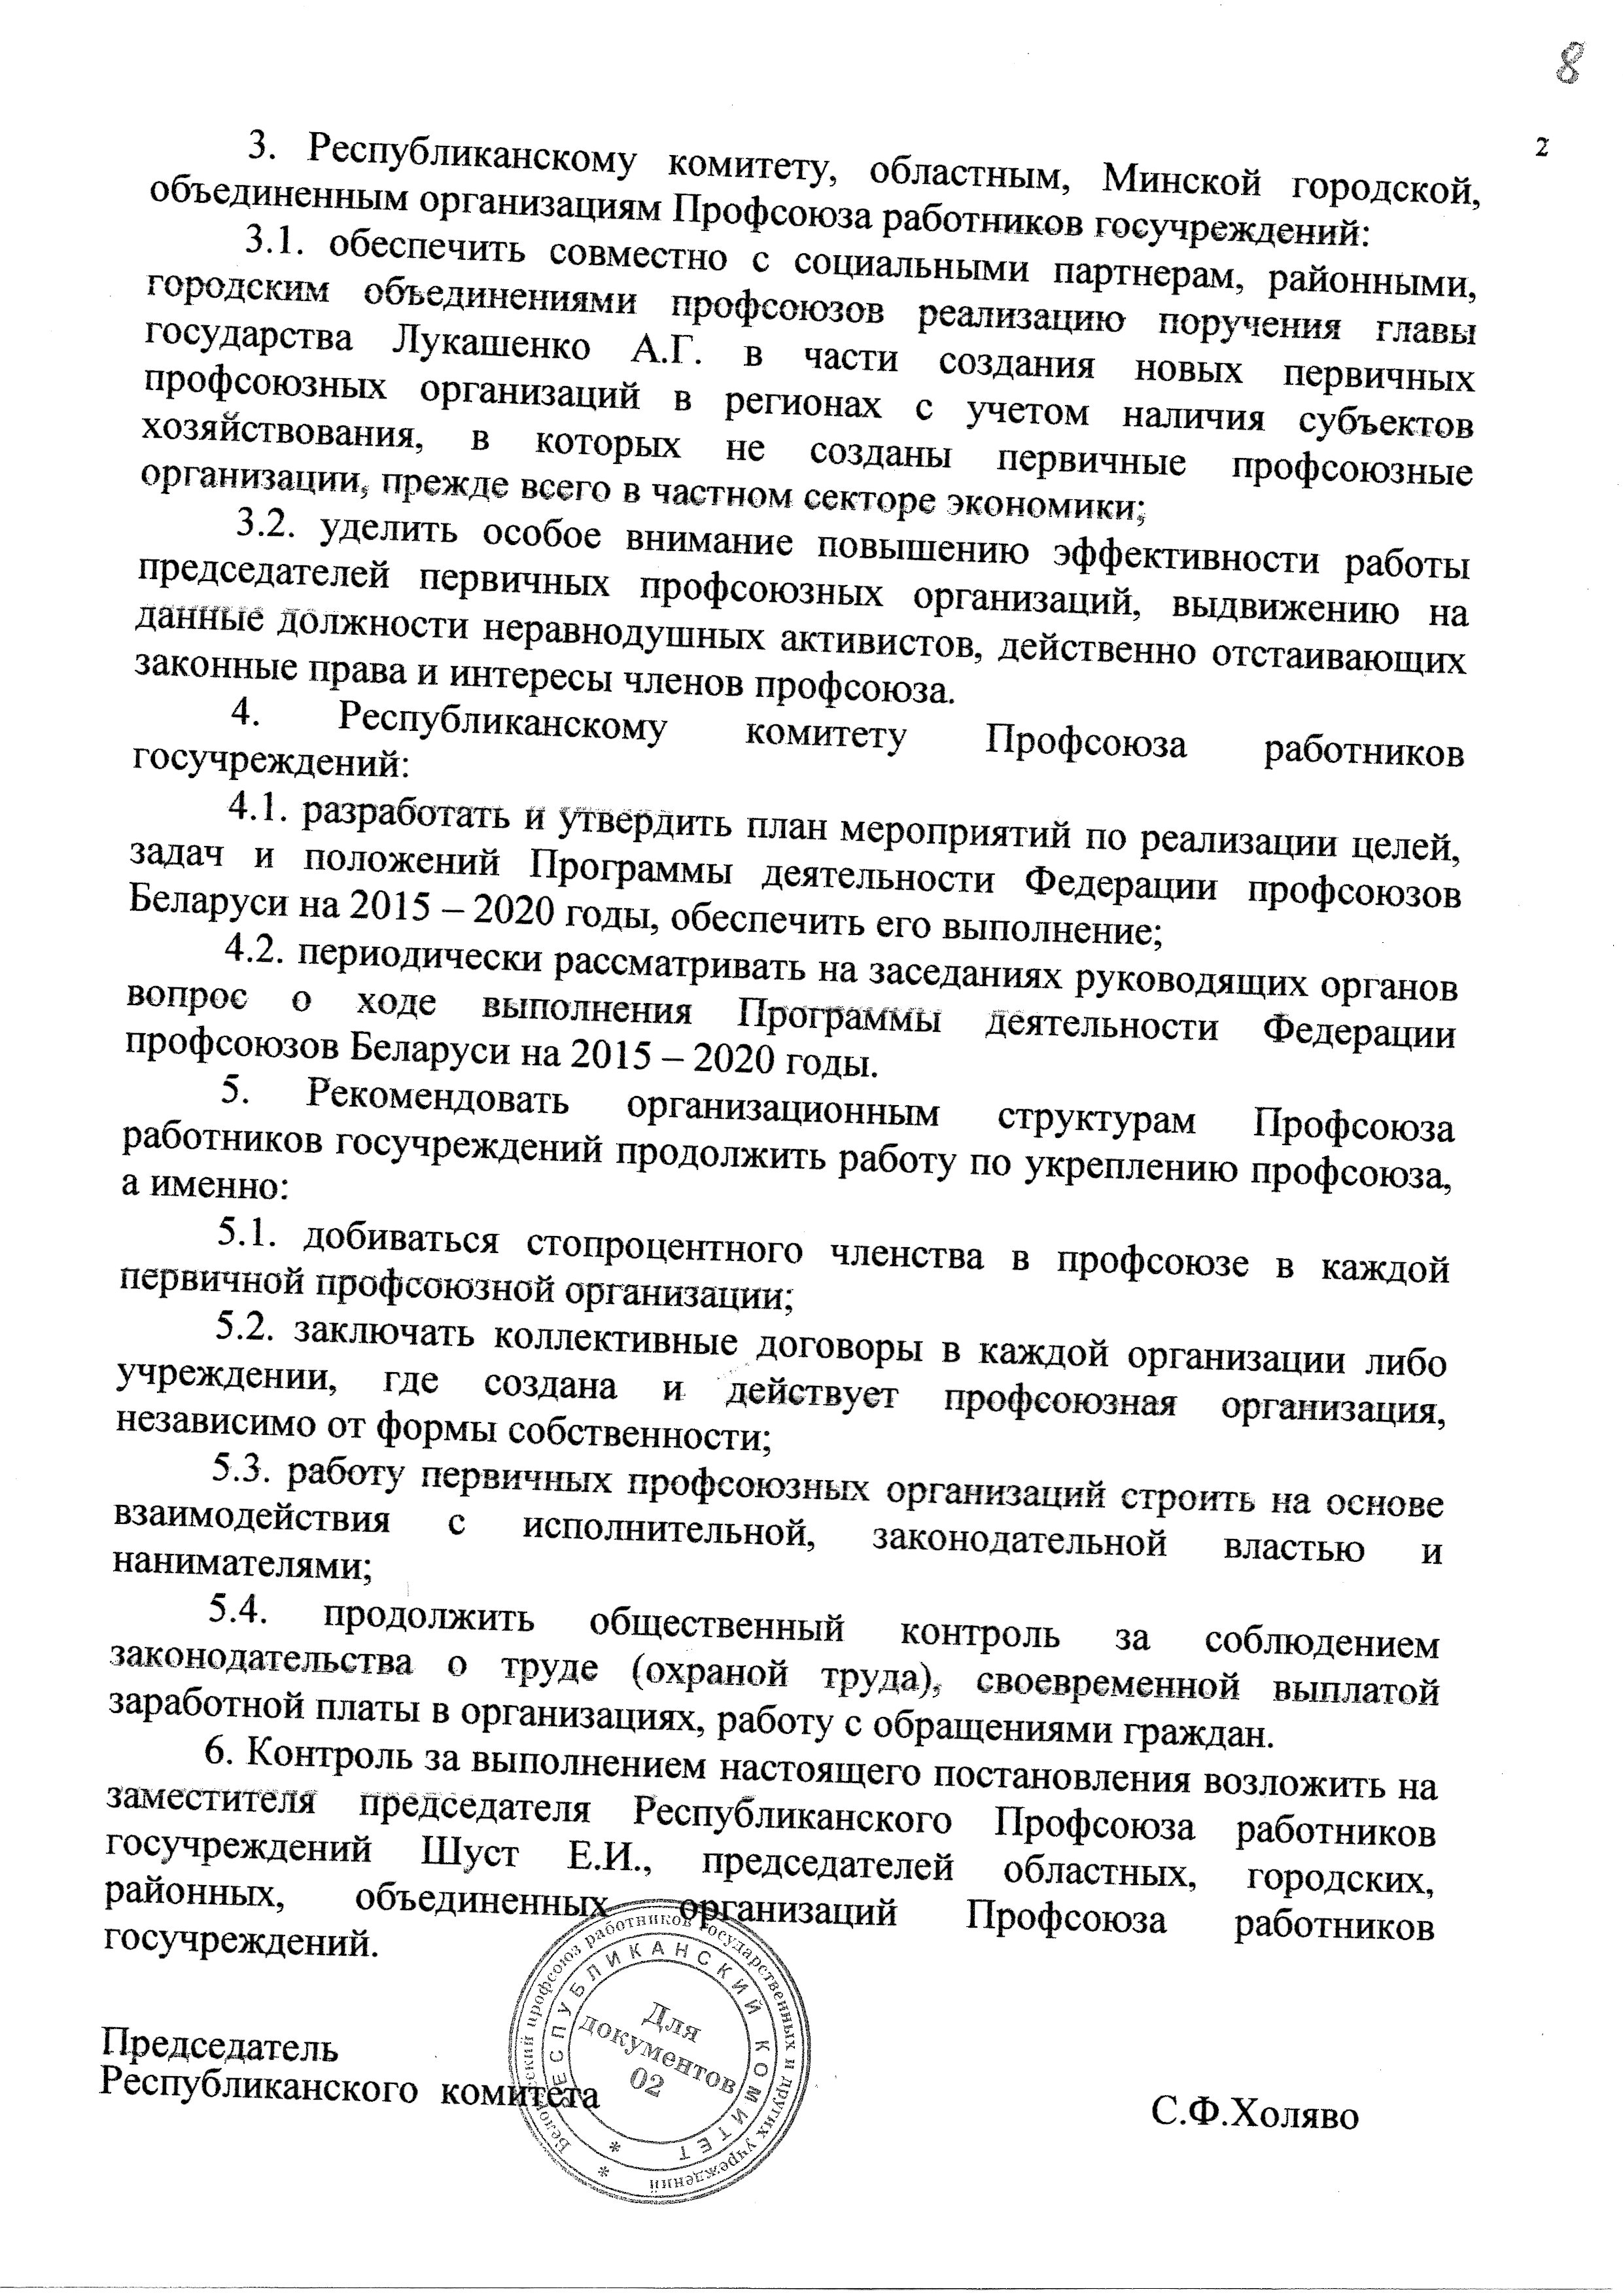 8
2
3. Республиканскому комитету, областным, Минской городской,
объединенным организациям Профсоюза работников госучреждений:
3.1. обеспечить совместно с социальными партнерам, районными,
городским объединениями профсоюзов реализацию поручения главы
государства Лукашенко А.Г. в части создания новых первичных
профсоюзных организаций в регионах с учетом наличия субъектов
хозяйствования, в которых не созданы первичные профсоюзные
организации, прежде всего в частном секторе экономики;
3.2. уделить особое внимание повышению эффективности работы
председателей первичных профсоюзных организаций, выдвижению на
данные должности неравнодушных активистов, действенно отстаивающих
законные права и интересы членов профсоюза.
4. Республиканскому комитету Профсоюза работников
госучреждений:
4.1. разработать и утвердить план мероприятий по реализации целей,
задач и положений Программы деятельности Федерации профсоюзов
Беларуси на 2015 – 2020 годы, обеспечить его выполнение;
4.2. периодически рассматривать на заседаниях руководящих органов
вопрос о ходе выполнения Программы деятельности Федерации
профсоюзов Беларуси на 2015 – 2020 годы.
5. Рекомендовать организационным структурам Профсоюза
работников госучреждений продолжить работу по укреплению профсоюза,
а именно:
5.1. добиваться стопроцентного членства в профсоюзе в каждой
первичной профсоюзной организации;
5.2. заключать коллективные договоры в каждой организации либо
учреждении, где создана и действует профсоюзная организация,
независимо от формы собственности;
5.3. работу первичных профсоюзных организаций строить на основе
взаимодействия с исполнительной, законодательной властью и
нанимателями;
5.4. продолжить общественный контроль за соблюдением
законодательства о труде (охраной труда), своевременной выплатой
заработной платы в организациях, работу с обращениями граждан.
6. Контроль за выполнением настоящего постановления возложить на
заместителя председателя Республиканского Профсоюза работников
госучреждений Шуст Е.И., председателей областных, городских,
районных, объединенных организаций Профсоюза работников
госучреждений.
Белорусский профсоюз работников государственных и других учреждений
РЕСПУБЛИКАНСКИЙ КОМИТЕТ
Для
документов
02
Председатель
Республиканского комитета
С.Ф.Холяво